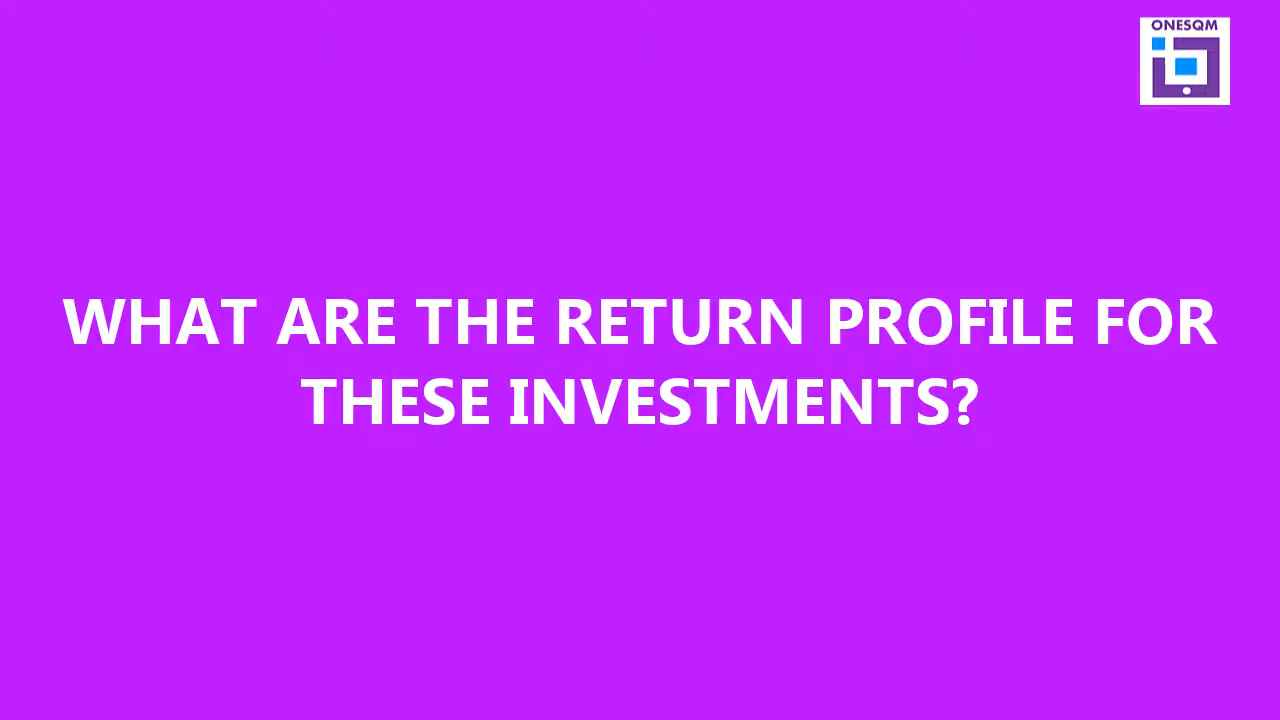 ONESQM
WHAT ARE THE RETURN PROFILE FOR
THESE INVESTMENTS?